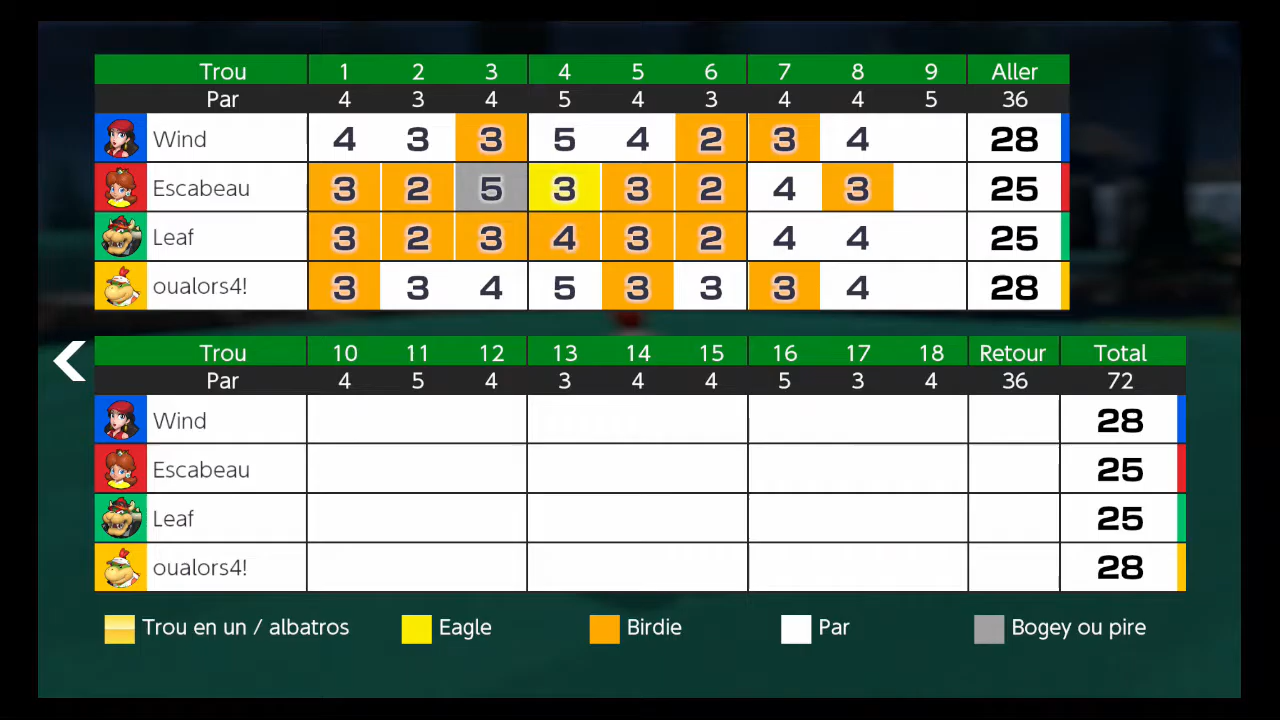 Trou 1 2 3 4 5 6 7 8 9 Aller
Par 4 3 4 5 4 3 4 4 5 36
Wind 4 3 3 5 4 2 3 4 28
Escabeau 3 2 5 3 3 2 4 3 25
Leaf 3 2 3 4 3 2 4 4 25
oualors4! 3 3 4 5 3 3 3 4 28
Trou 10 11 12 13 14 15 16 17 18 Retour Total
Par 4 5 4 3 4 4 5 3 4 36 72
Wind 28
Escabeau 25
Leaf 25
oualors4! 28
Trou en un / albatros Eagle Birdie Par Bogey ou pire